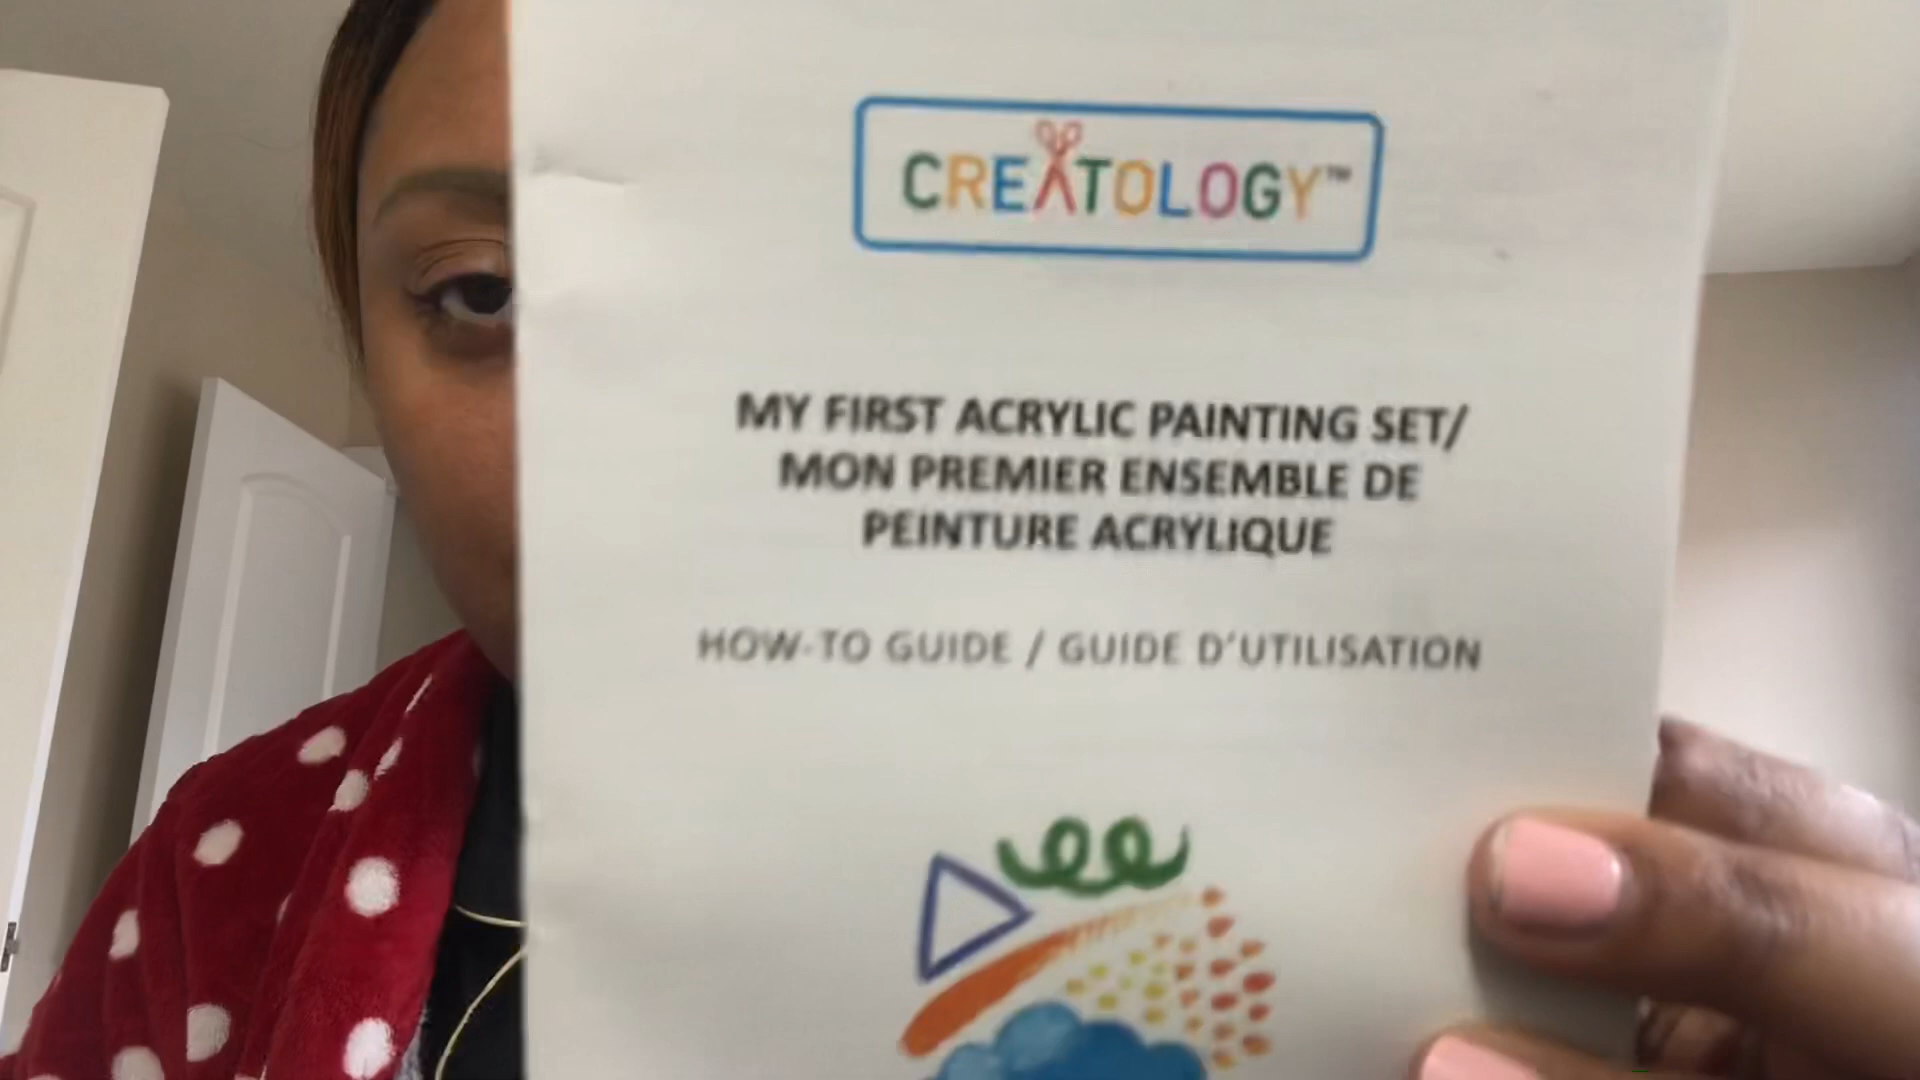 CREATOLOGY™
MY FIRST ACRYLIC PAINTING SET/
MON PREMIER ENSEMBLE DE
PEINTURE ACRYLIQUE
HOW-TO GUIDE / GUIDE D'UTILISATION